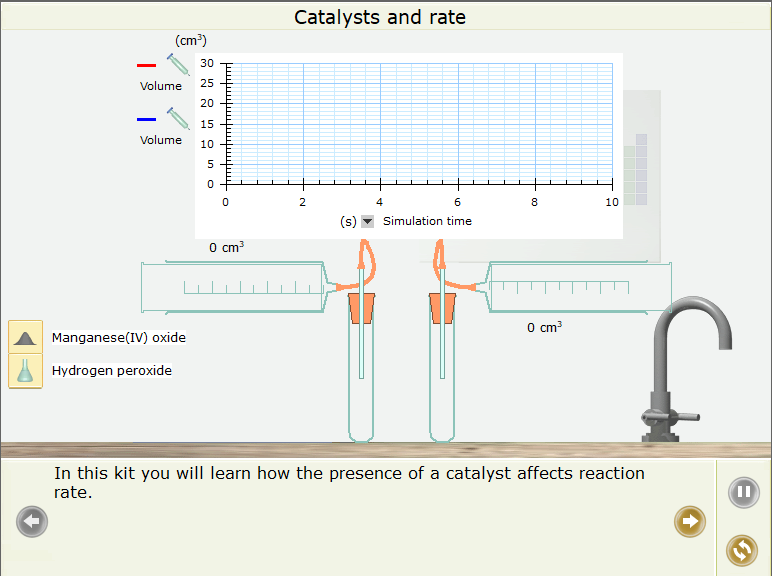 Catalysts and rate
(cm³)
Volume
Volume
30
25
20
15
10
5
0
0 2 4 6 8 10
(s) Simulation time
0 cm³
0 cm³
Manganese(IV) oxide
Hydrogen peroxide
In this kit you will learn how the presence of a catalyst affects reaction
rate.